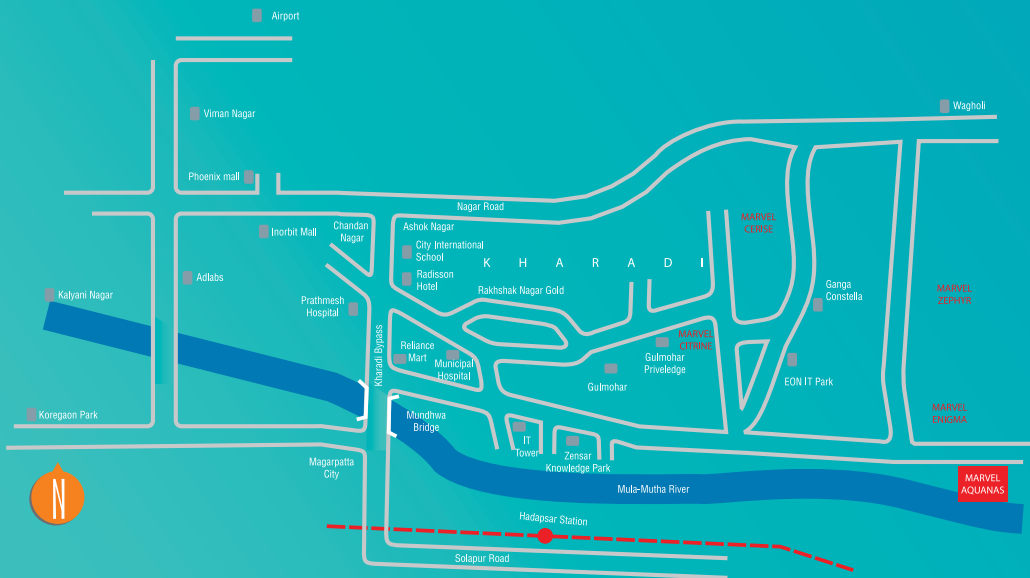 Airport
Wagholi
Viman Nagar
Phoenix mall
Nagar Road
MARVEL
CERISE
Inorbit Mall
Chandan
Nagar
Ashok Nagar
City International
School
K H A R A D I
Adlabs
Radisson
Hotel
Rakhshak Nagar Gold
Ganga
Constella
MARVEL
ZEPHYR
Kalyani Nagar
Prathmesh
Hospital
Kharadi Bypass
Reliance
Mart
Municipal
Hospital
MARVEL
CITRINE
Gulmohar
Priveledge
Gulmohar
EON IT Park
Koregaon Park
Mundhwa
Bridge
MARVEL
ENIGMA
IT
Tower
Zensar
Knowledge Park
Magarpatta
City
Mula-Mutha River
MARVEL
AQUANAS
N
Hadapsar Station
Solapur Road